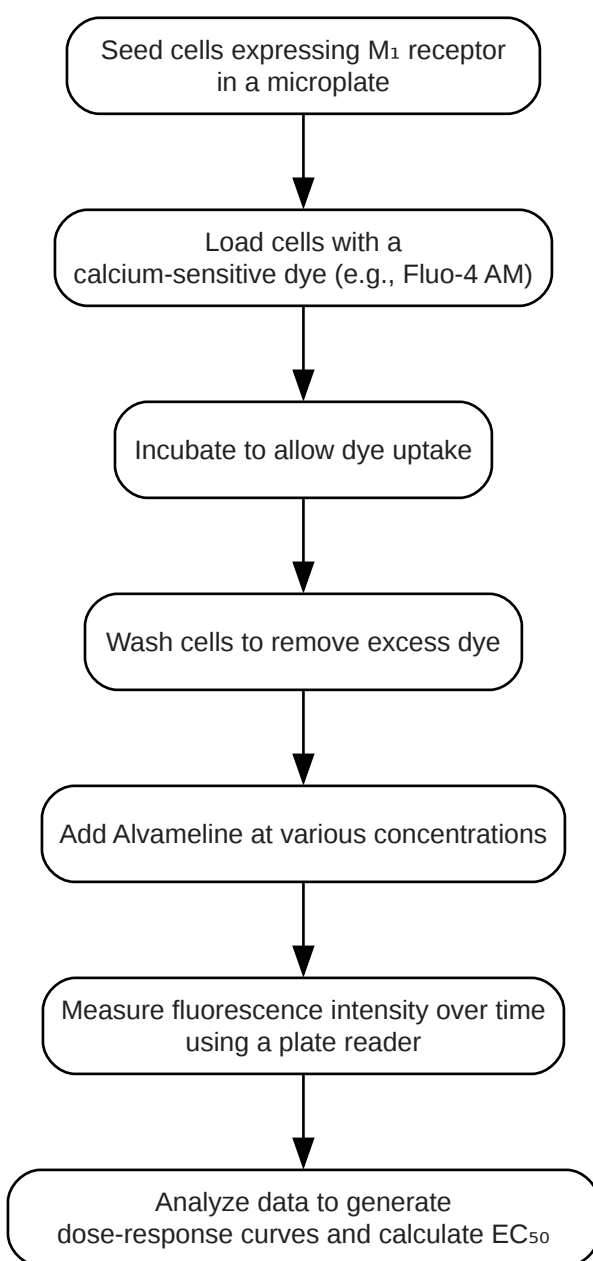 Seed cells expressing M₁ receptor
in a microplate
Load cells with a
calcium-sensitive dye (e.g., Fluo-4 AM)
Incubate to allow dye uptake
Wash cells to remove excess dye
Add Alvameline at various concentrations
Measure fluorescence intensity over time
using a plate reader
Analyze data to generate
dose-response curves and calculate EC₅₀